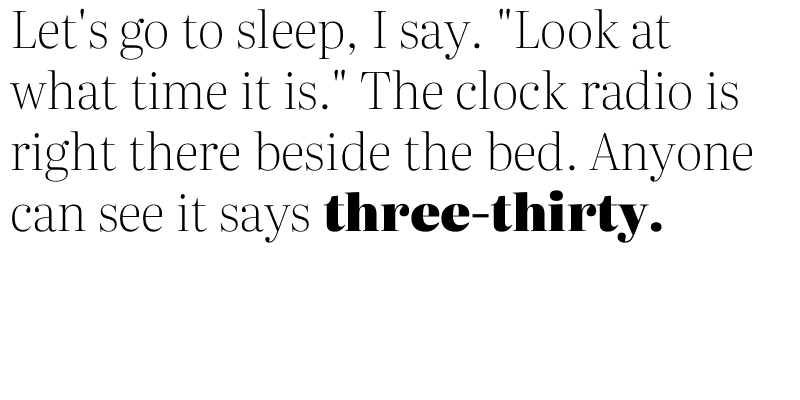 Let's go to sleep, I say. "Look at
what time it is." The clock radio is
right there beside the bed. Anyone
can see it says three-thirty.